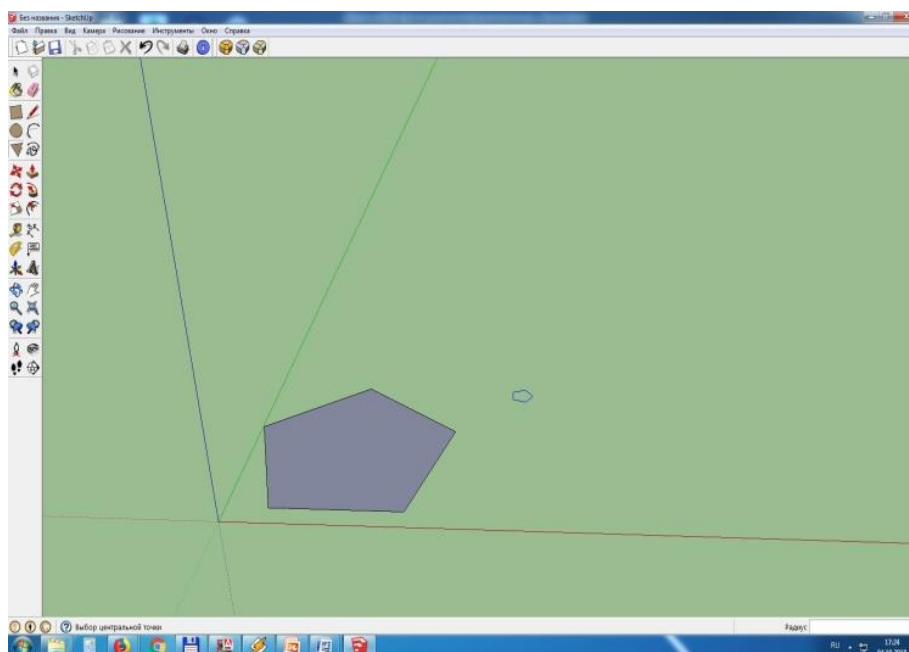 Без названия - SketchUp
Файл Правка Вид Камера Рисование Инструменты Окно Справка
Выбор центральной точки
Радиус
RU
17:24